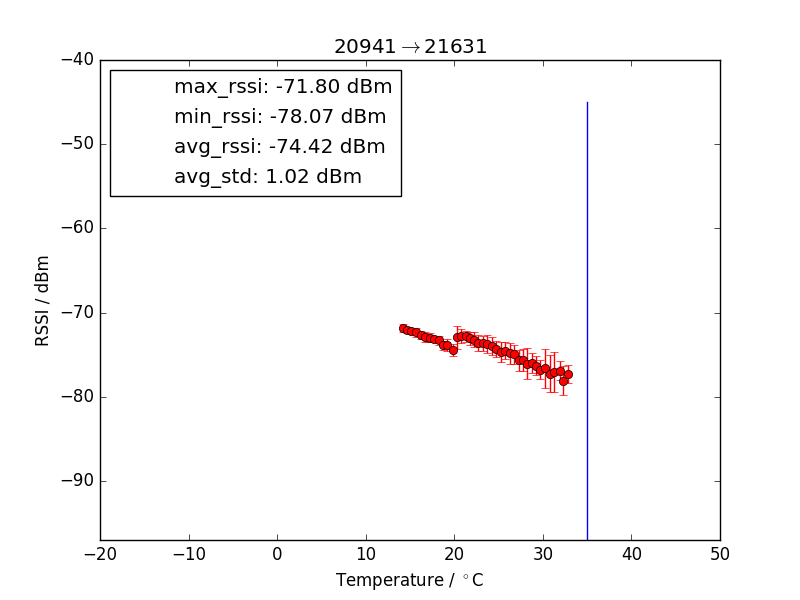 20941→21631
max_rssi: -71.80 dBm
min_rssi: -78.07 dBm
avg_rssi: -74.42 dBm
avg_std: 1.02 dBm
−40
−50
−60
−70
−80
−90
RSSI / dBm
−20 −10 0 10 20 30 40 50
Temperature / °C